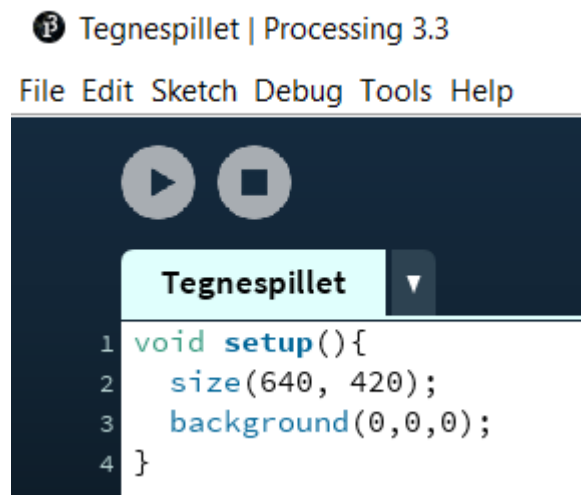 Tegnespillet | Processing 3.3
File Edit Sketch Debug Tools Help
Tegnespillet
1 void setup(){
2   size(640, 420);
3   background(0,0,0);
4 }